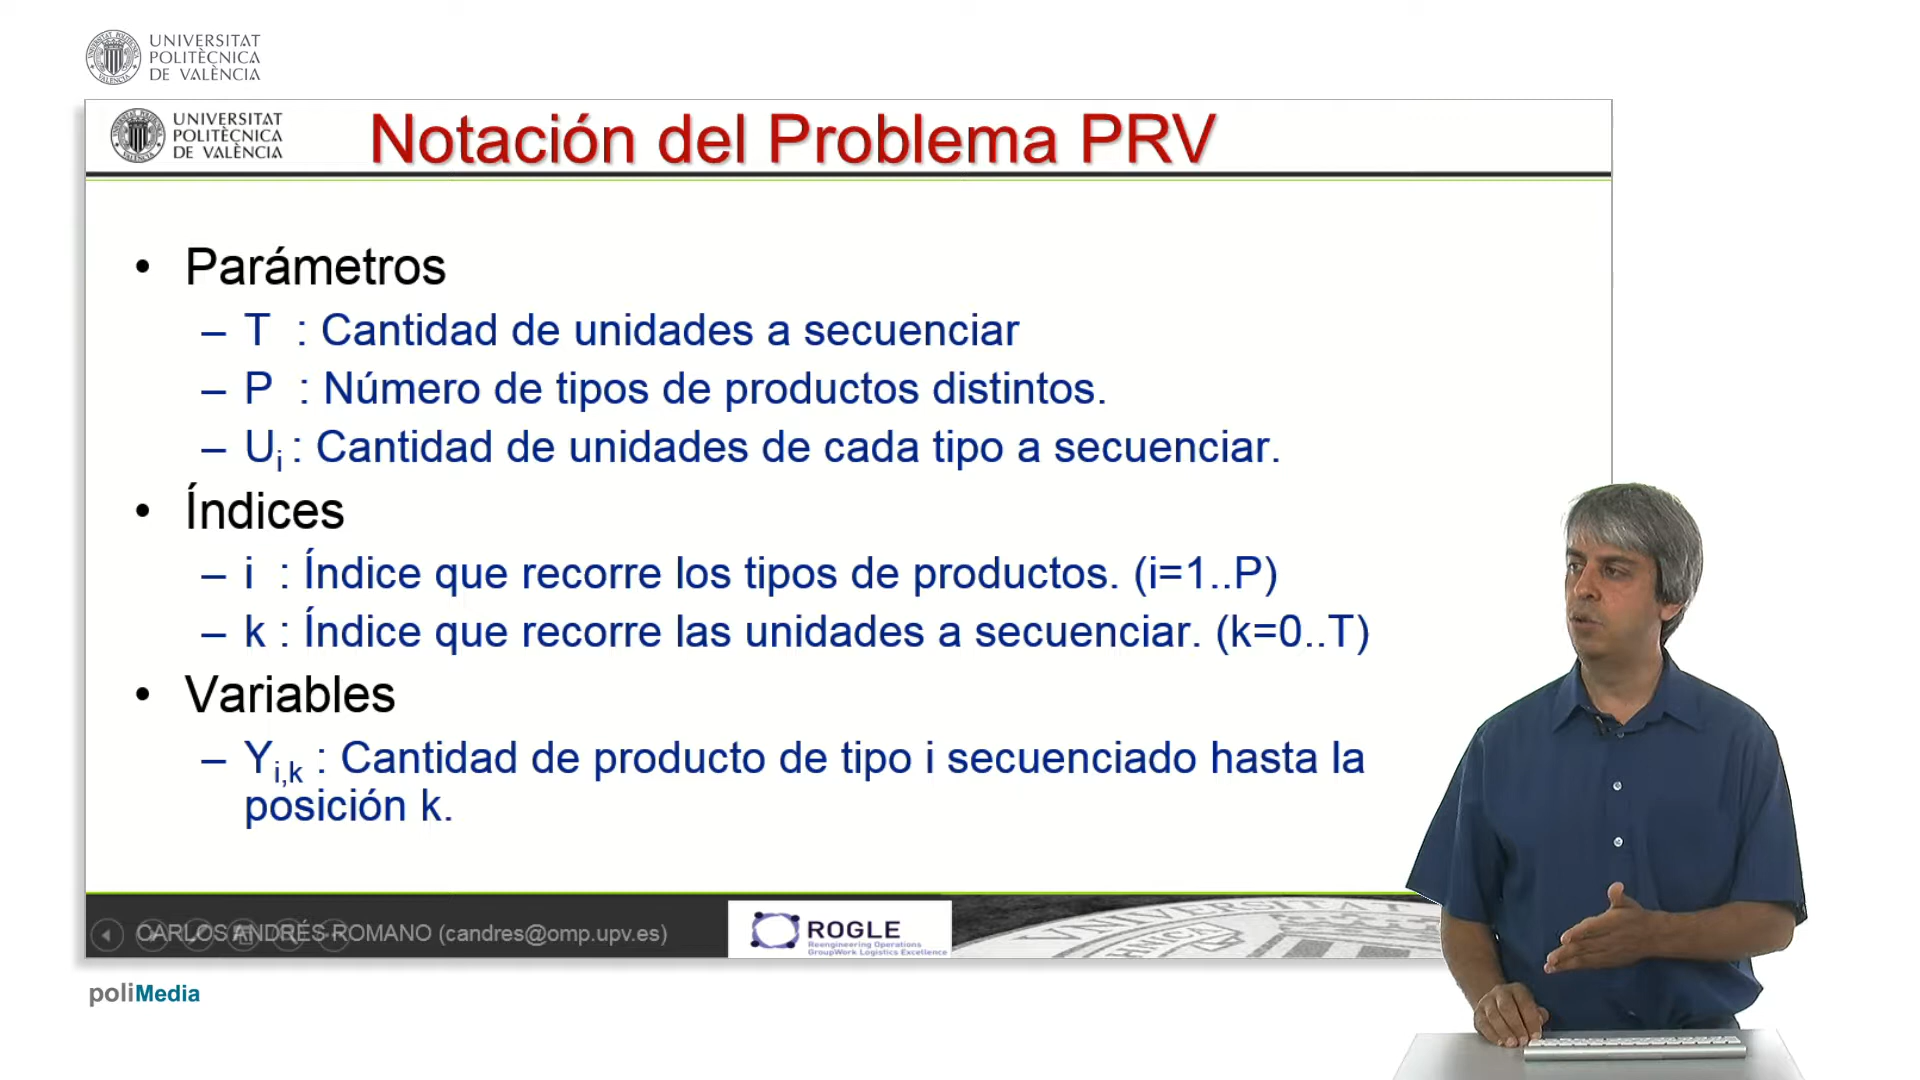 UNIVERSITAT
POLITÈCNICA
DE VALÈNCIA
UNIVERSITAT
POLITÈCNICA
DE VALÈNCIA
Notación del Problema PRV
• Parámetros
– T : Cantidad de unidades a secuenciar
– P : Número de tipos de productos distintos.
– Ui : Cantidad de unidades de cada tipo a secuenciar.
• Índices
– i : Índice que recorre los tipos de productos. (i=1..P)
– k : Índice que recorre las unidades a secuenciar. (k=0..T)
• Variables
– Yi,k : Cantidad de producto de tipo i secuenciado hasta la
posición k.
CARLOS ANDRÉS ROMANO (candres@omp.upv.es)
ROGLE
Reengineering Operations
GroupWork Logistics Excellence
poliMedia